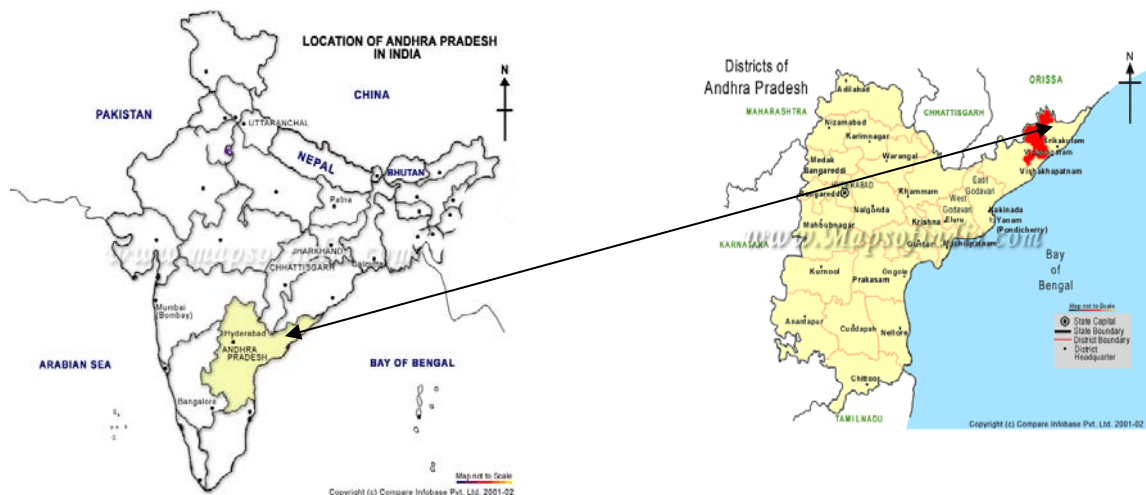 LOCATION OF ANDHRA PRADESH
IN INDIA
N
CHINA
PAKISTAN
UTTARANCHAL
NEPAL
BHUTAN
Patna
JHARKHAND
CHHATTISGARH
Mumbai
(Bombay)
Hyderabad
ANDHRA
PRADESH
ARABIAN SEA
BAY OF BENGAL
Bangalore
Map not to Scale
Copyright (c) Compare Infobase Pvt. Ltd. 2001-02
Districts of
Andhra Pradesh
N
ORISSA
Adilabad
MAHARASHTRA
CHHATTISGARH
Nizamabad
Karimnagar
Srikakulam
Warangal
Medak
Sangareddi
Vishakhapatnam
Rangareddi
Khammam
East
Godavari
West
Godavari
Nalgonda
Kakinada
Mahbubnagar
Krishna
Eluru
Yanam
(Pondicherry)
www.Mapsofindia.com
KARNATAKA
Guntur
Machilipatnam
Bay
of
Bengal
Kurnool
Ongole
Prakasam
Map not to Scale
State Capital
State Boundary
District Boundary
District
Headquarter
Anantapur
Cuddapah
Nellore
Chittoor
TAMILNADU
Copyright (c) Compare Infobase Pvt. Ltd. 2001-02